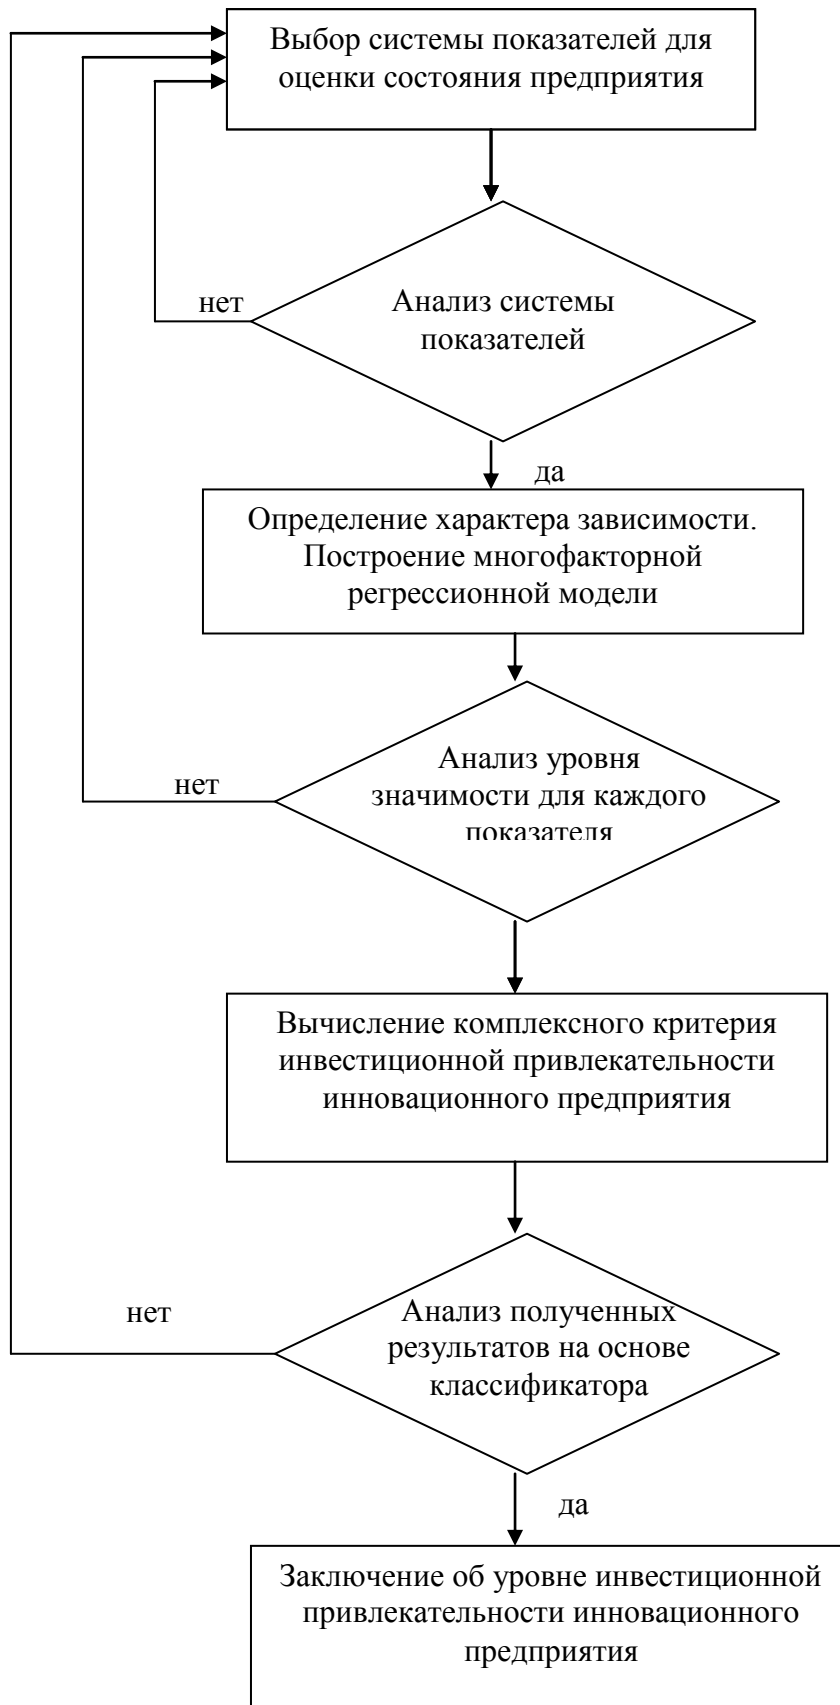 Выбор системы показателей для
оценки состояния предприятия
нет
Анализ системы
показателей
да
Определение характера зависимости.
Построение многофакторной
регрессионной модели
нет
Анализ уровня
значимости для каждого
показателя
Вычисление комплексного критерия
инвестиционной привлекательности
инновационного предприятия
нет
Анализ полученных
результатов на основе
классификатора
да
Заключение об уровне инвестиционной
привлекательности инновационного
предприятия